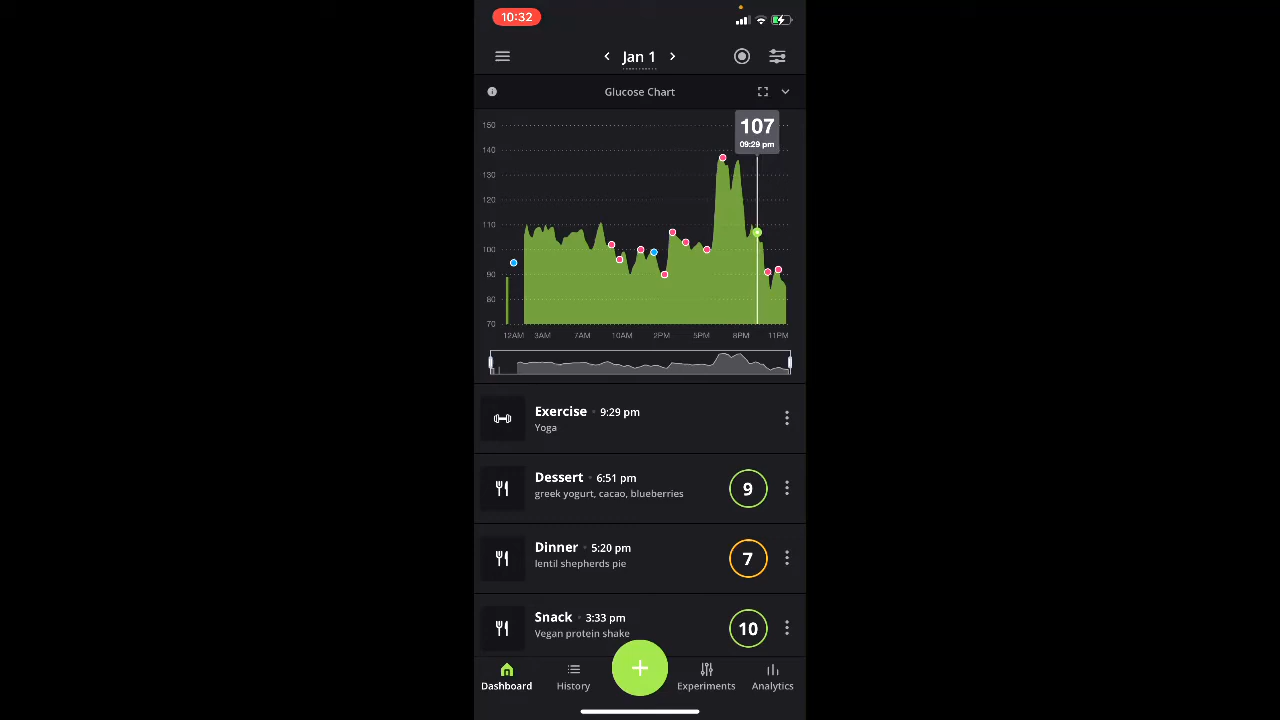 10:32
Jan 1
Glucose Chart
107
09:29 pm
150
140
130
120
110
100
90
80
70
12AM 3AM 7AM 10AM 2PM 5PM 8PM 11PM
Exercise • 9:29 pm
Yoga
Dessert • 6:51 pm
greek yogurt, cacao, blueberries
9
Dinner • 5:20 pm
lentil shepherds pie
7
Snack • 3:33 pm
Vegan protein shake
10
+
Dashboard History Experiments Analytics